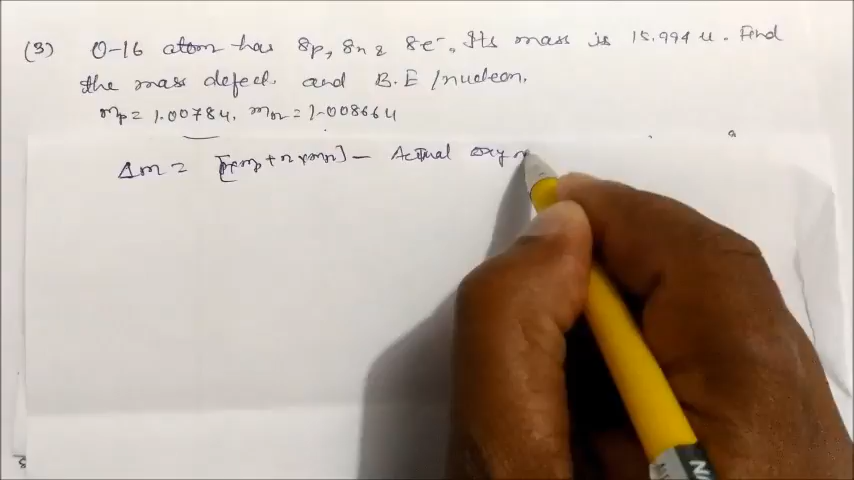 (3) O-16 atom has 8p, 8n & 8e⁻. Its mass is 15.994 u. Find
the mass defect and B.E /nucleon.
mp = 1.00784, mn = 1.008664
Δm = [p×mp + n×mn] - Actual oxy